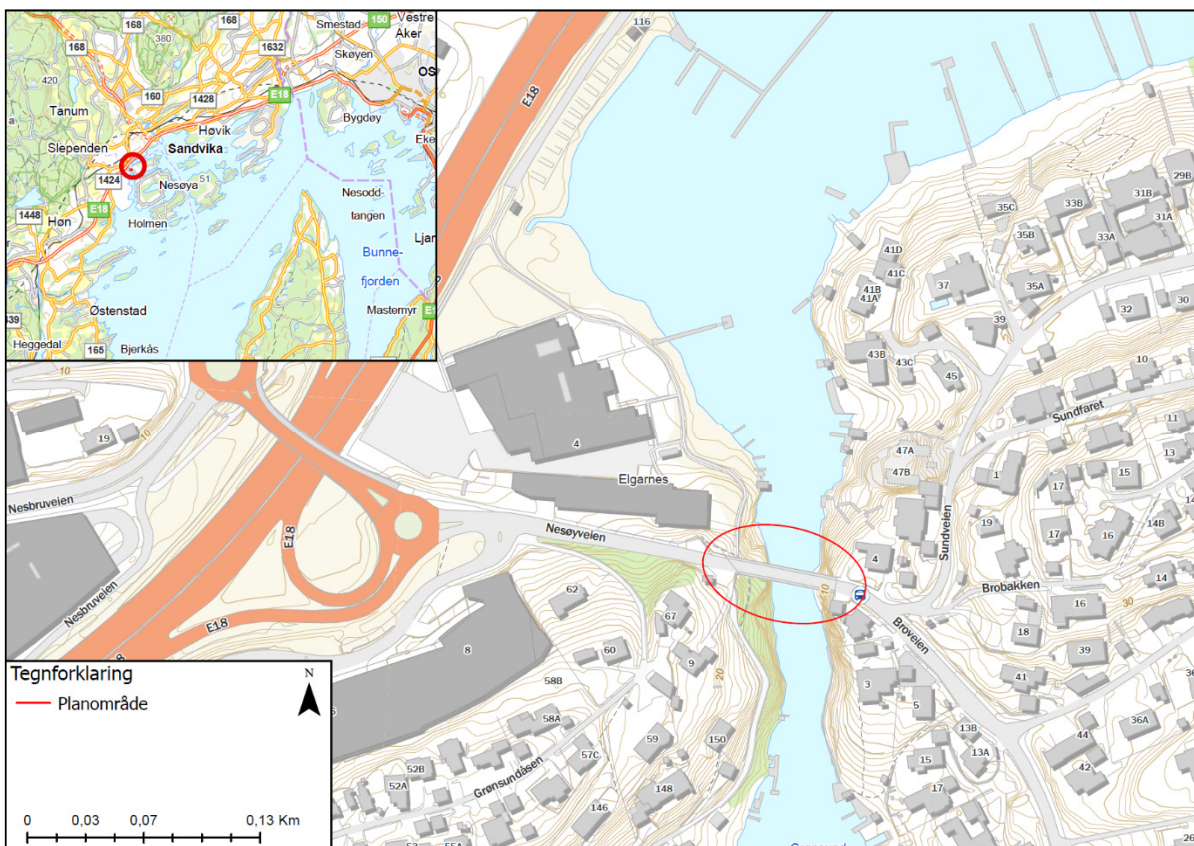 168
168
380
168
Smestad
150
Vestre
Aker
1632
Skøyen
OS
420
160
1428
E18
Tanum
Høvik
Bygdøy
Eke
Slependen
Sandvika
1424
Nesøya
51
Nesodd-
tangen
1448
Høn
E18
Holmen
Ljan
Bunne-
fjorden
Østenstad
Mastemyr
Heggedal
165
Bjerkås
116
E18
29B
31B
33B
35C
31A
35B
33A
41D
41C
37
35A
41B
41A
32
30
39
43B
43C
45
10
10
Sundfaret
11
19
10
4
47A
13
Elgarnes
47B
1
17
15
Nesbruveien
Sundveien
19
17
16
14B
E18
Nesøyveien
4
10
Brobakken
14
62
16
30
Nesbruveien
E18
67
Broveien
18
8
60
9
39
20
3
41
58B
5
36A
58A
59
150
13B
13A
44
57C
15
42
52B
Grønsundåsen
52A
148
17
146
26
Tegnforklaring
N
Planområde
0
0,03
0,07
0,13 Km